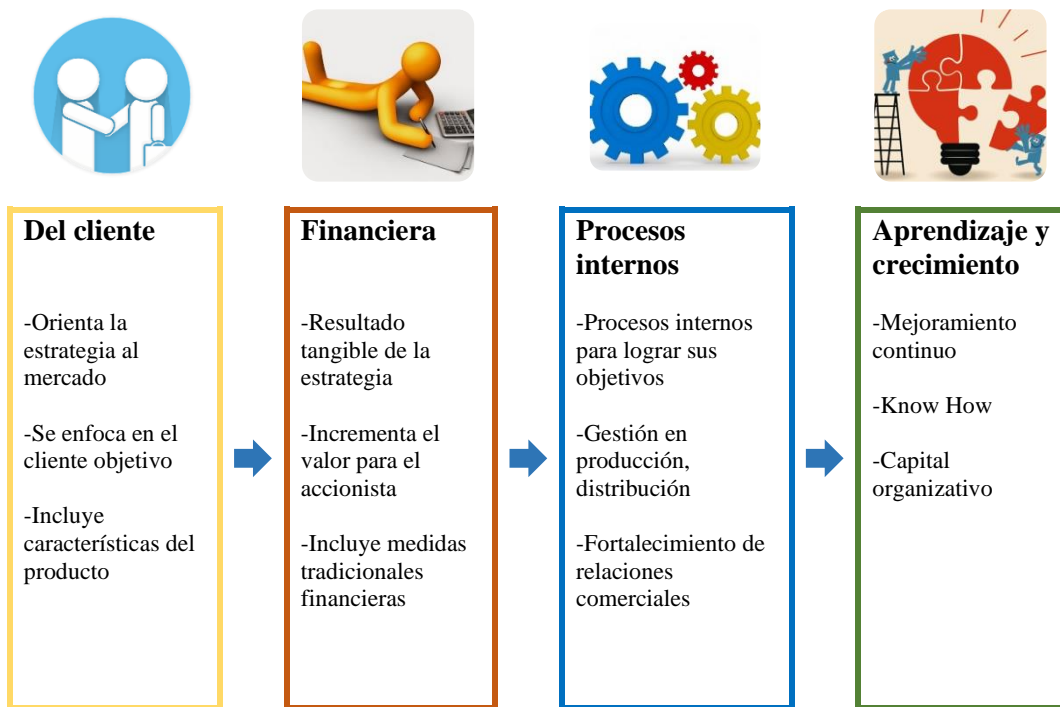 Del cliente
-Orienta la
estrategia al
mercado
-Se enfoca en el
cliente objetivo
-Incluye
características del
producto
Financiera
-Resultado
tangible de la
estrategia
-Incrementa el
valor para el
accionista
-Incluye medidas
tradicionales
financieras
Procesos
internos
-Procesos internos
para lograr sus
objetivos
-Gestión en
producción,
distribución
-Fortalecimiento de
relaciones
comerciales
Aprendizaje y
crecimiento
-Mejoramiento
continuo
-Know How
-Capital
organizativo